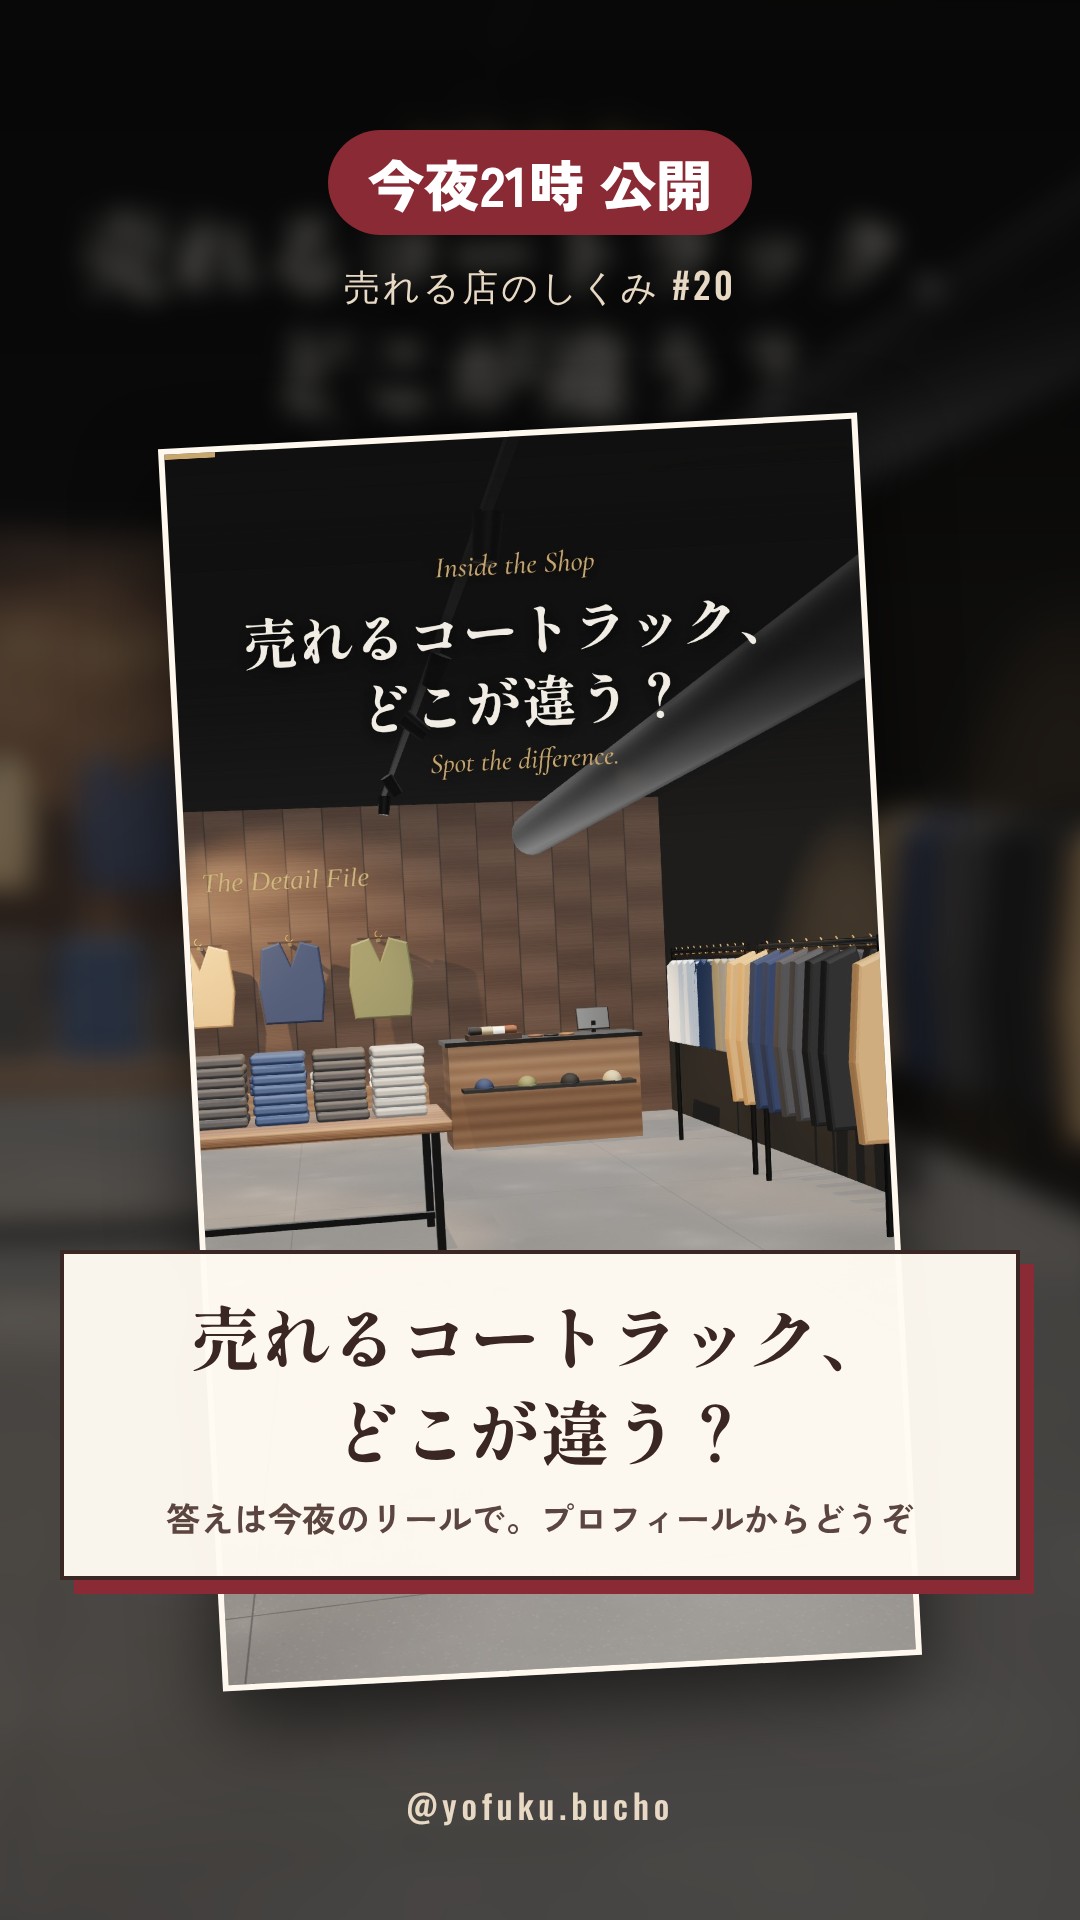 今夜21時 公開
売れる店のしくみ #20
Inside the Shop
売れるコートラック、
どこが違う？
Spot the difference.
The Detail File
売れるコートラック、
どこが違う？
答えは今夜のリールで。プロフィールからどうぞ
@yofuku.bucho